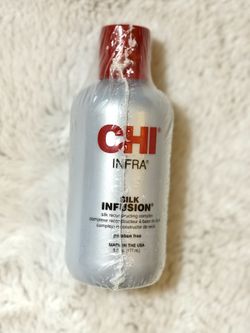 CHI
INFRA®
SILK
INFUSION®
silk reconstructing complex
complexe reconstructeur à base de
complejo reconstructor de seda
paraben free
MADE IN THE USA